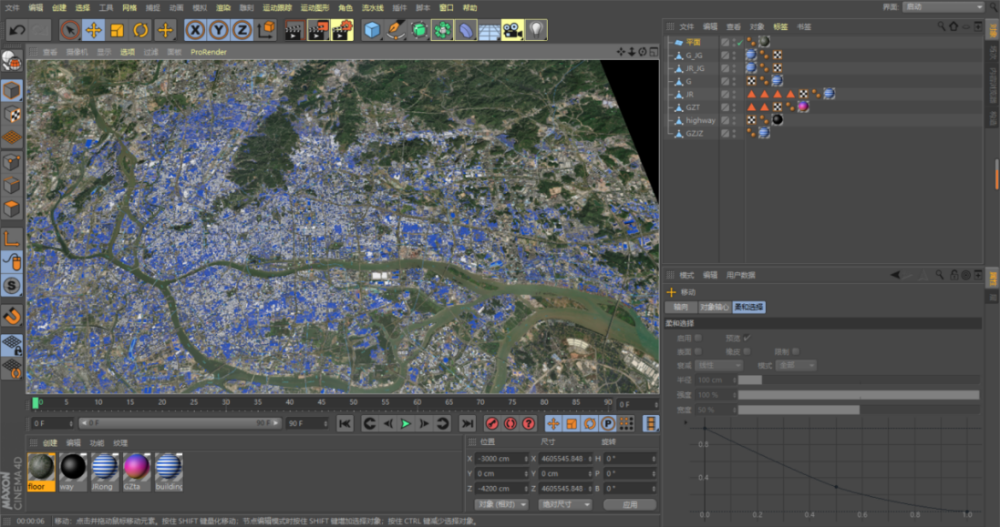 文件 编辑 创建 选择 工具 网格 捕捉 动画 模拟 渲染 雕刻 运动跟踪 运动图形 角色 流水线 插件 脚本 窗口 帮助 界面: 启动
查看 摄像机 显示 选项 过滤 面板 ProRender
文件 编辑 查看 对象 标签 书签
平面
G_JG
JR_JG
G
JR
GZT
highway
GZJZ
模式 编辑 用户数据
移动
轴向 对象轴心 柔和选择
柔和选择
启用 预览
表面 橡皮 限制
衰减 线性 模式 全部
半径 100 cm
强度 100 %
宽度 50 %
0.8
0.4
0.0 0.2 0.4 0.6 0.8 1.0
0 5 10 15 20 25 30 35 40 45 50 55 60 65 70 75 80 85 90 0 F
0 F 0 F 90 F 90 F
创建 编辑 功能 纹理
floor way JRong GZta building
位置 尺寸 旋转
X -3000 cm X 4605545.848 H 0 °
Y 0 cm Y 0 cm P 0 °
Z -4200 cm Z 4605545.848 B 0 °
对象 (相对) 绝对尺寸 应用
MAXON CINEMA4D
00:00:06 移动: 点击并拖动鼠标移动元素。按住 SHIFT 键量化移动; 节点编辑模式时按住 SHIFT 键增加选择对象; 按住 CTRL 键减少选择对象。